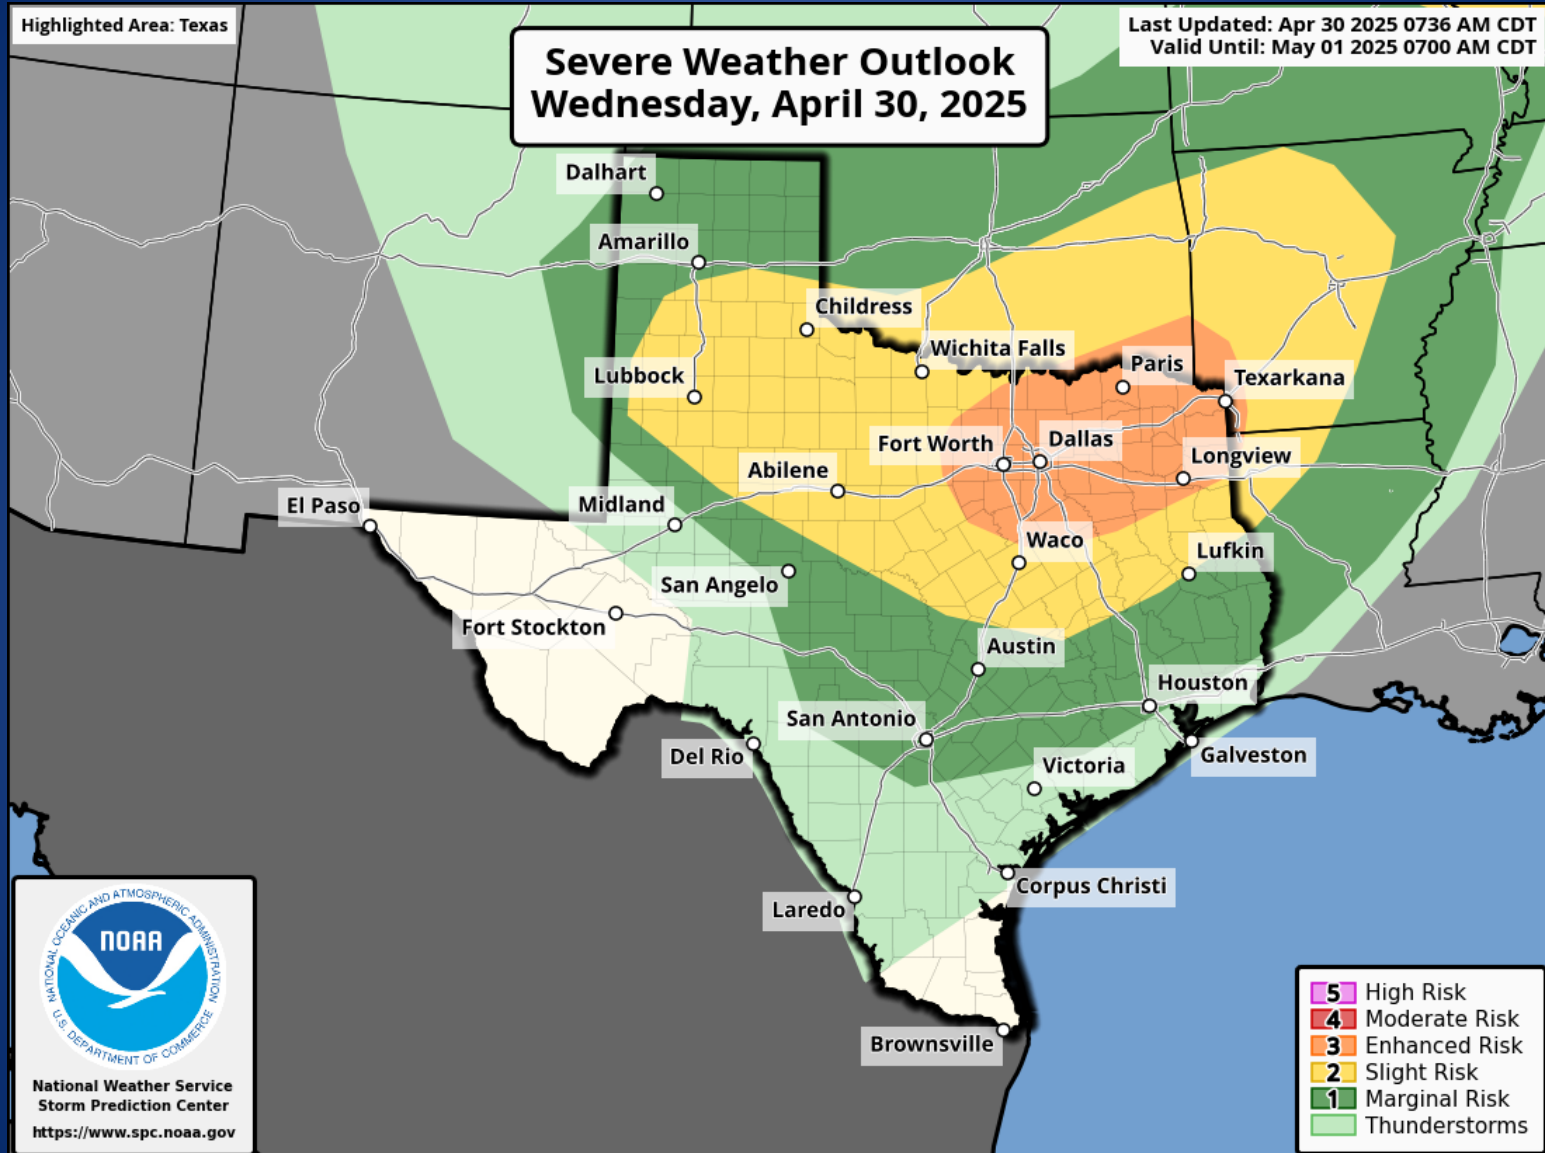 Highlighted Area: Texas
Last Updated: Apr 30 2025 0736 AM CDT
Valid Until: May 01 2025 0700 AM CDT
Severe Weather Outlook
Wednesday, April 30, 2025
Dalhart
Amarillo
Childress
Wichita Falls
Paris
Lubbock
Texarkana
Fort Worth
Dallas
Longview
Abilene
El Paso
Midland
Waco
Lufkin
San Angelo
Fort Stockton
Austin
Houston
San Antonio
Del Rio
Galveston
Victoria
Corpus Christi
Laredo
Brownsville
NATIONAL OCEANIC AND ATMOSPHERIC ADMINISTRATION
NOAA
U.S. DEPARTMENT OF COMMERCE
National Weather Service
Storm Prediction Center
https://www.spc.noaa.gov
5 High Risk
4 Moderate Risk
3 Enhanced Risk
2 Slight Risk
1 Marginal Risk
Thunderstorms